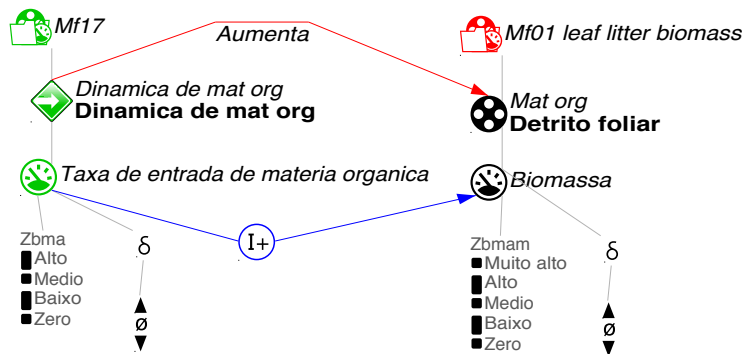 Mf17
Aumenta
Mf01 leaf litter biomass
Dinamica de mat org
Dinamica de mat org
Mat org
Detrito foliar
Taxa de entrada de materia organica
Biomassa
I+
Zbma
Alto
Medio
Baixo
Zero
δ
ø
Zbmam
Muito alto
Alto
Medio
Baixo
Zero
δ
ø